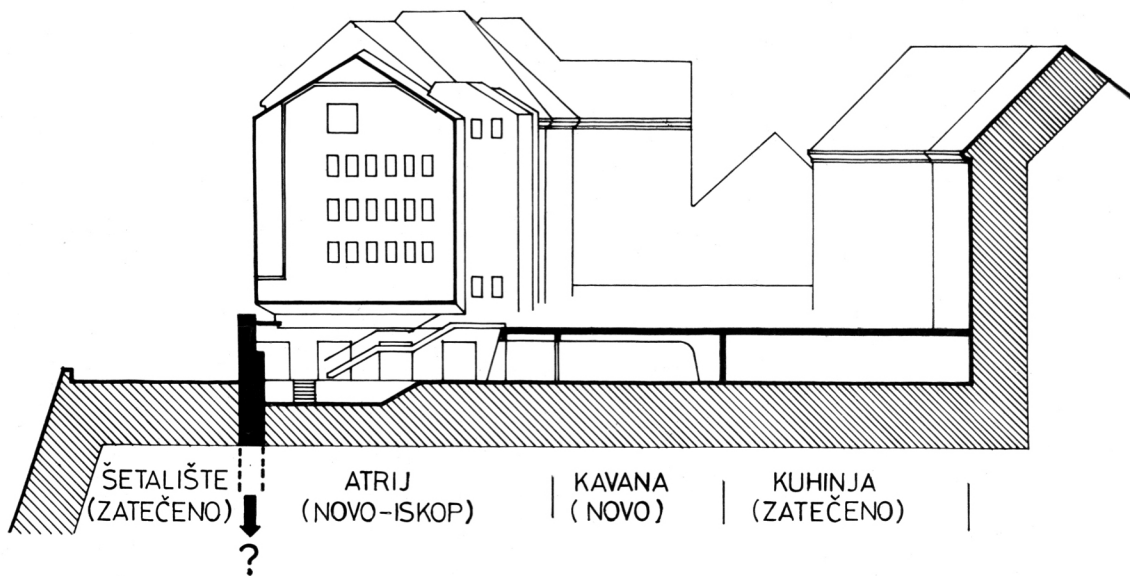 ŠETALIŠTE
(ZATEČENO)
?
ATRIJ
(NOVO-ISKOP)
KAVANA
(NOVO)
KUHINJA
(ZATEČENO)